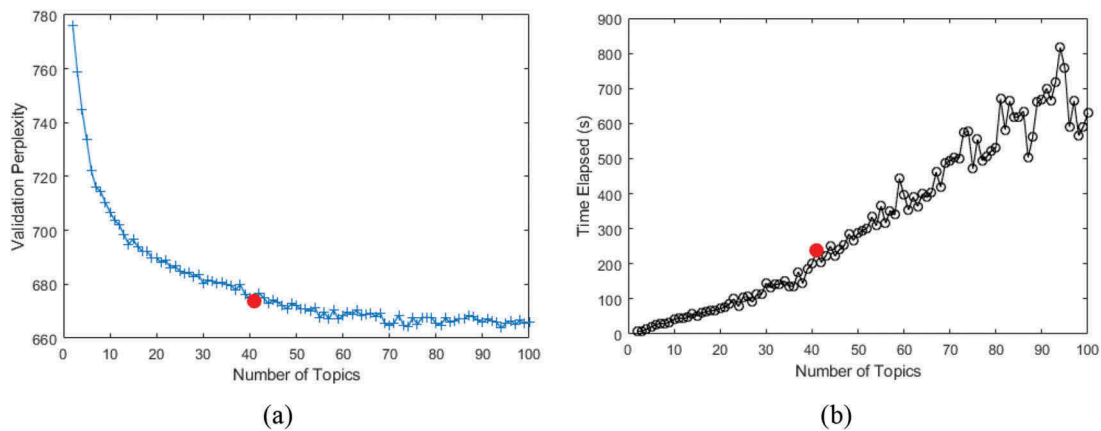 780
760
740
720
700
680
660
Validation Perplexity
0 10 20 30 40 50 60 70 80 90 100
Number of Topics
(a)
900
800
700
600
500
400
300
200
100
0
Time Elapsed (s)
0 10 20 30 40 50 60 70 80 90 100
Number of Topics
(b)